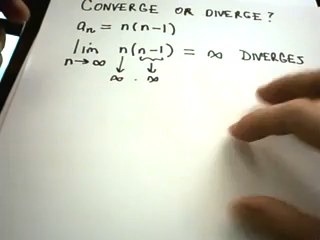 CONVERGE OR DIVERGE?
aₙ = n(n-1)
lim n(n-1) = ∞ DIVERGES
n→∞ ↓ ↓
∞ · ∞